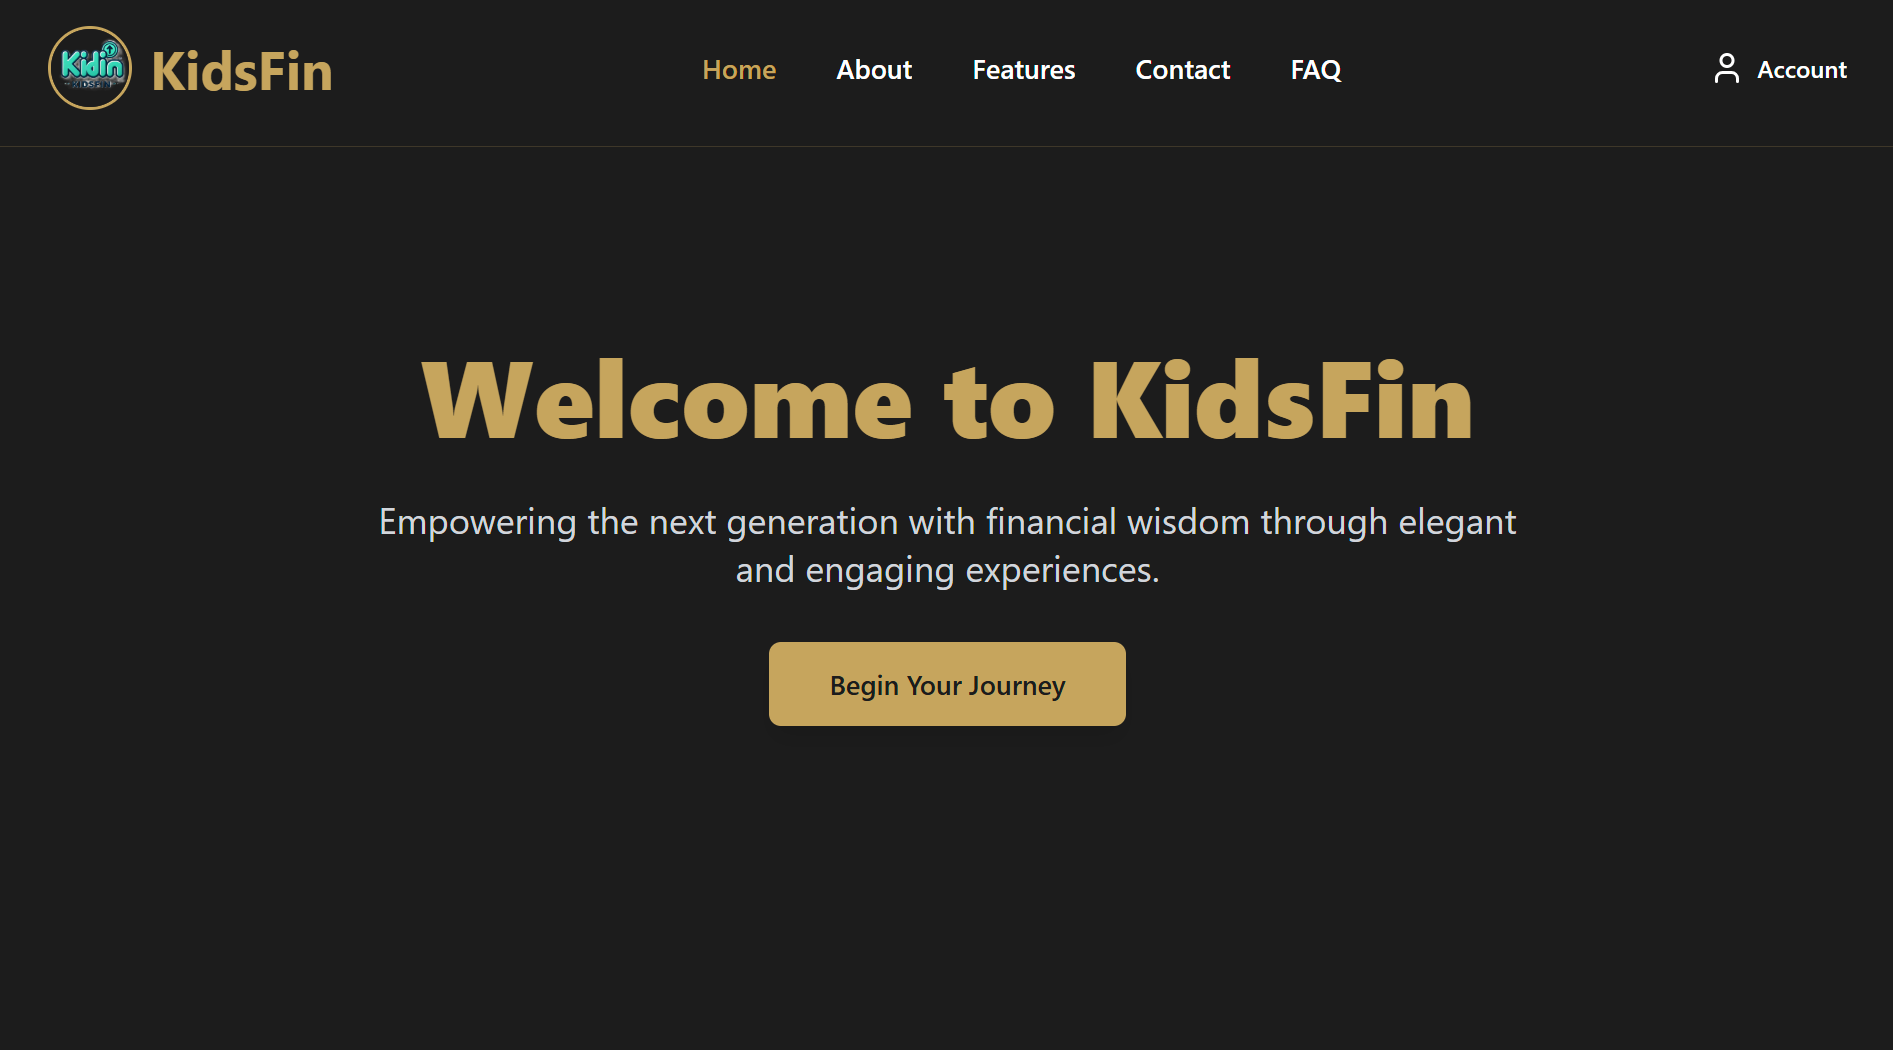 Kidin
KIDSFIN
KidsFin
Home
About
Features
Contact
FAQ
Account
Welcome to KidsFin
Empowering the next generation with financial wisdom through elegant
and engaging experiences.
Begin Your Journey